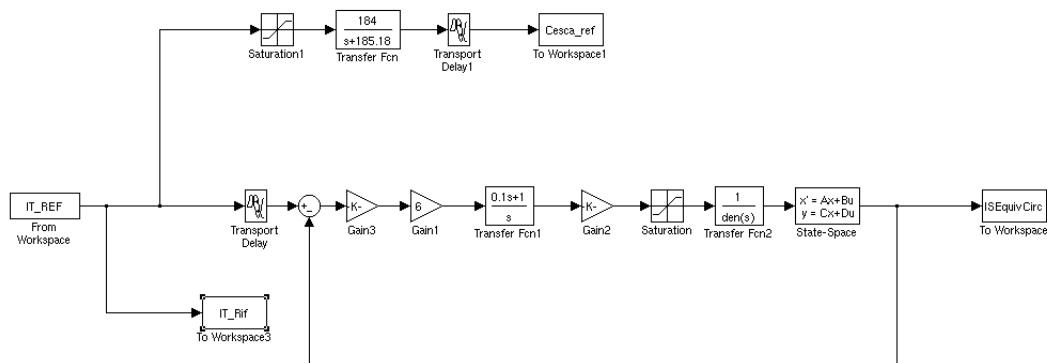 184
s+185.18
Cesca_ref
Saturation1
Transfer Fcn
Transport
Delay1
To Workspace1
IT_REF
From
Workspace
Transport
Delay
+
-
-K-
Gain3
6
Gain1
0.1s+1
s
Transfer Fcn1
-K-
Gain2
Saturation
1
den(s)
Transfer Fcn2
x' = Ax+Bu
y = Cx+Du
State-Space
ISEquivCirc
To Workspace
IT_Rif
To Workspace3